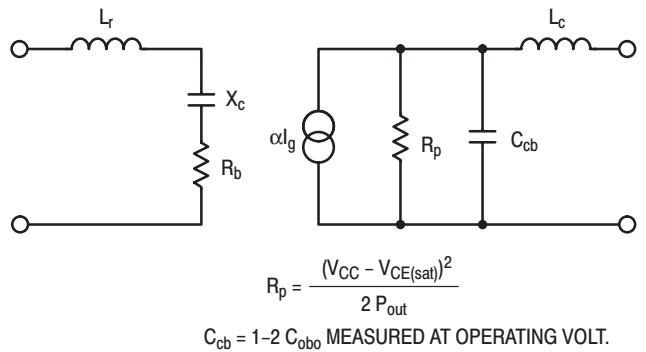 L_r
L_c
X_c
R_b
αI_g
R_p
C_cb
R_p = (V_CC – V_CE(sat))^2 / 2 P_out
C_cb = 1–2 C_obo MEASURED AT OPERATING VOLT.